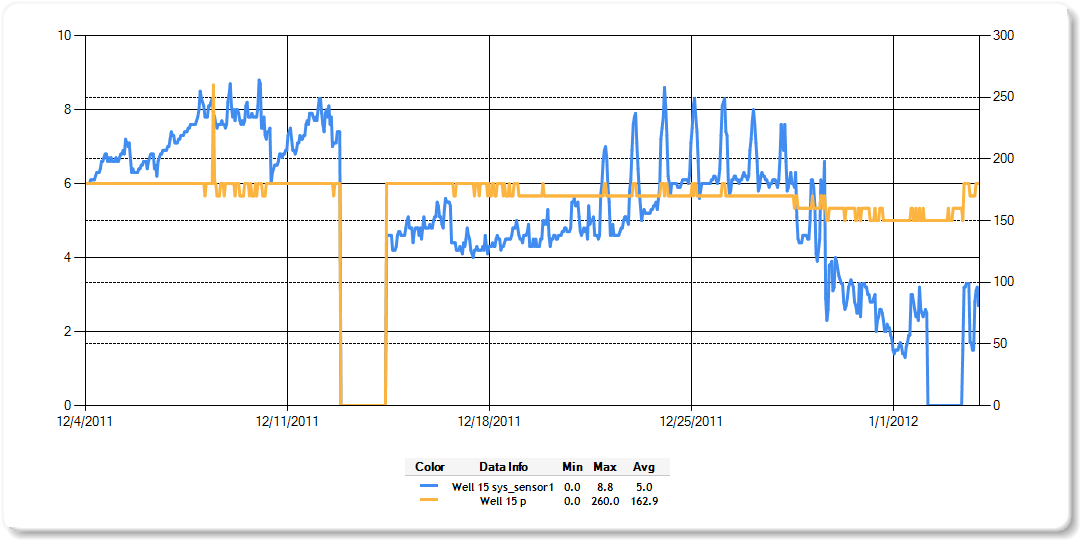 10 300
250
8
200
6
150
4
100
2
50
0 0
12/4/2011 12/11/2011 12/18/2011 12/25/2011 1/1/2012
Color Data Info Min Max Avg
Well 15 sys_sensor1 0.0 8.8 5.0
Well 15 p 0.0 260.0 162.9